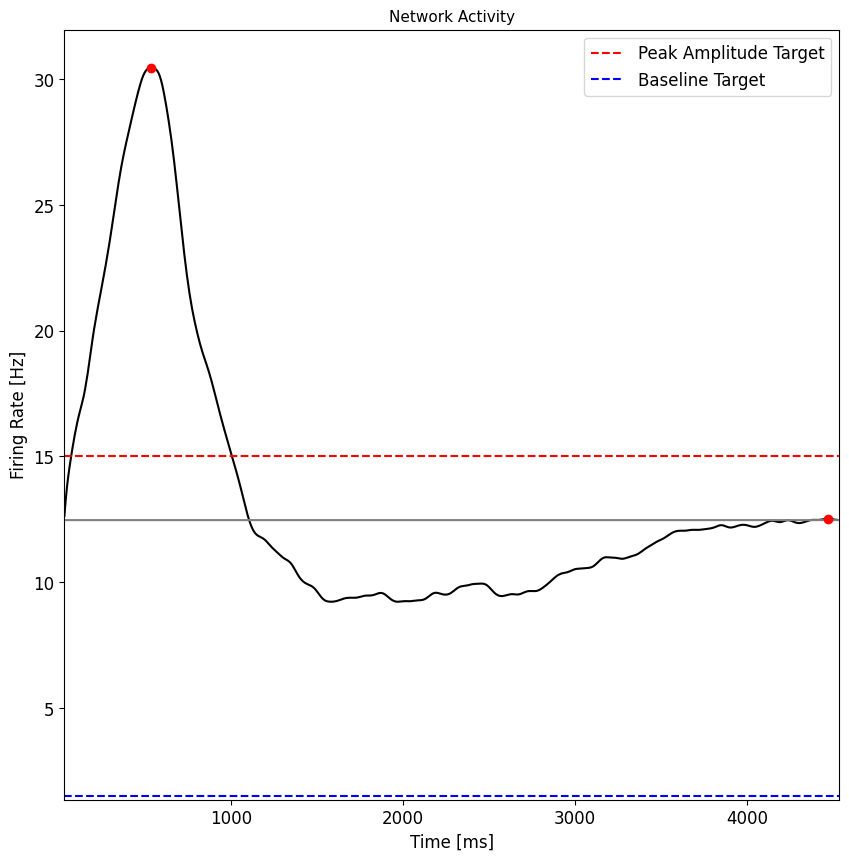 Network Activity
Peak Amplitude Target
Baseline Target
Firing Rate [Hz]
30
25
20
15
10
5
1000
2000
3000
4000
Time [ms]